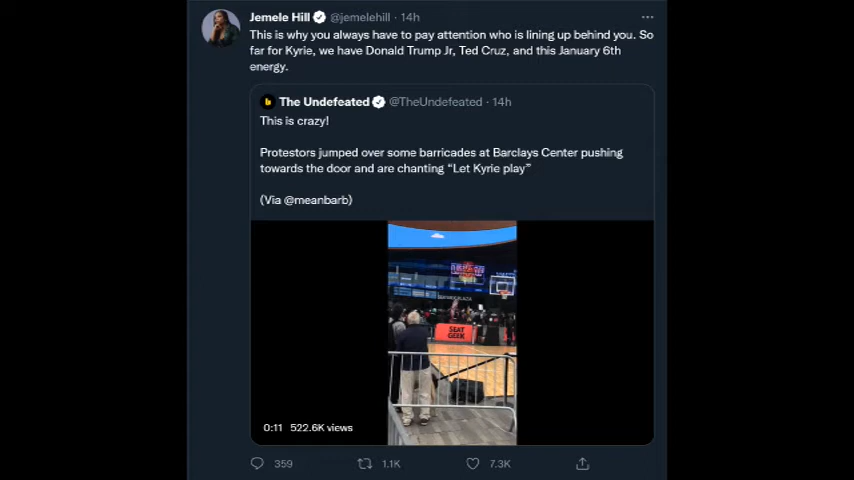 Jemele Hill @jemelehill · 14h
This is why you always have to pay attention who is lining up behind you. So
far for Kyrie, we have Donald Trump Jr, Ted Cruz, and this January 6th
energy.
The Undefeated @TheUndefeated · 14h
This is crazy!
Protestors jumped over some barricades at Barclays Center pushing
towards the door and are chanting “Let Kyrie play”
(Via @meanbarb)
SEAT
GEEK
0:11 522.6K views
359 1.1K 7.3K